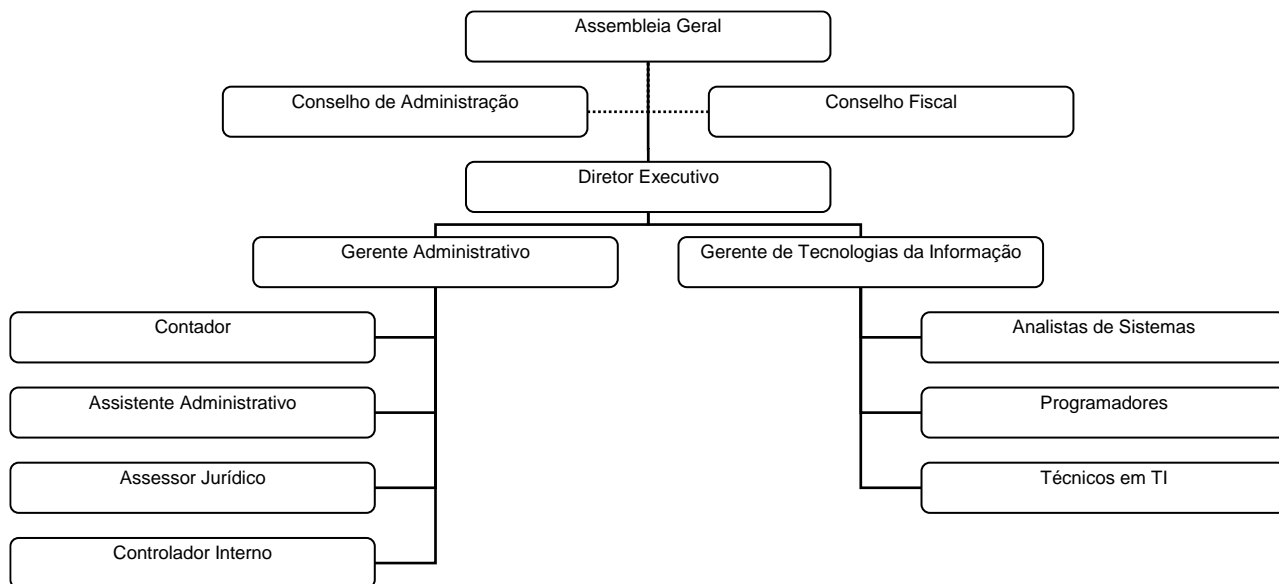 Assembleia Geral
Conselho de Administração
Conselho Fiscal
Diretor Executivo
Gerente Administrativo
Gerente de Tecnologias da Informação
Contador
Analistas de Sistemas
Assistente Administrativo
Programadores
Assessor Jurídico
Técnicos em TI
Controlador Interno